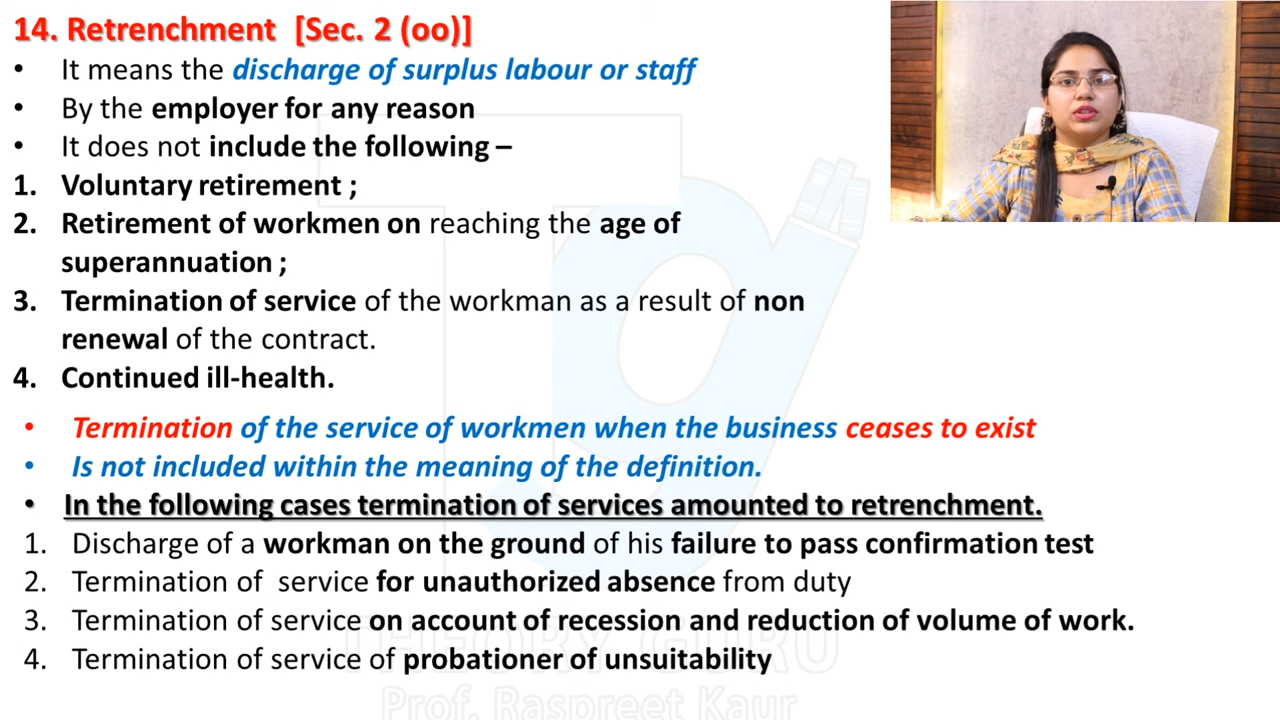 14. Retrenchment [Sec. 2 (oo)]
• It means the discharge of surplus labour or staff
• By the employer for any reason
• It does not include the following –
1. Voluntary retirement ;
2. Retirement of workmen on reaching the age of
superannuation ;
3. Termination of service of the workman as a result of non
renewal of the contract.
4. Continued ill-health.
• Termination of the service of workmen when the business ceases to exist
• Is not included within the meaning of the definition.
• In the following cases termination of services amounted to retrenchment.
1. Discharge of a workman on the ground of his failure to pass confirmation test
2. Termination of service for unauthorized absence from duty
3. Termination of service on account of recession and reduction of volume of work.
4. Termination of service of probationer of unsuitability
THEORY GURU
Prof. Raspreet Kaur